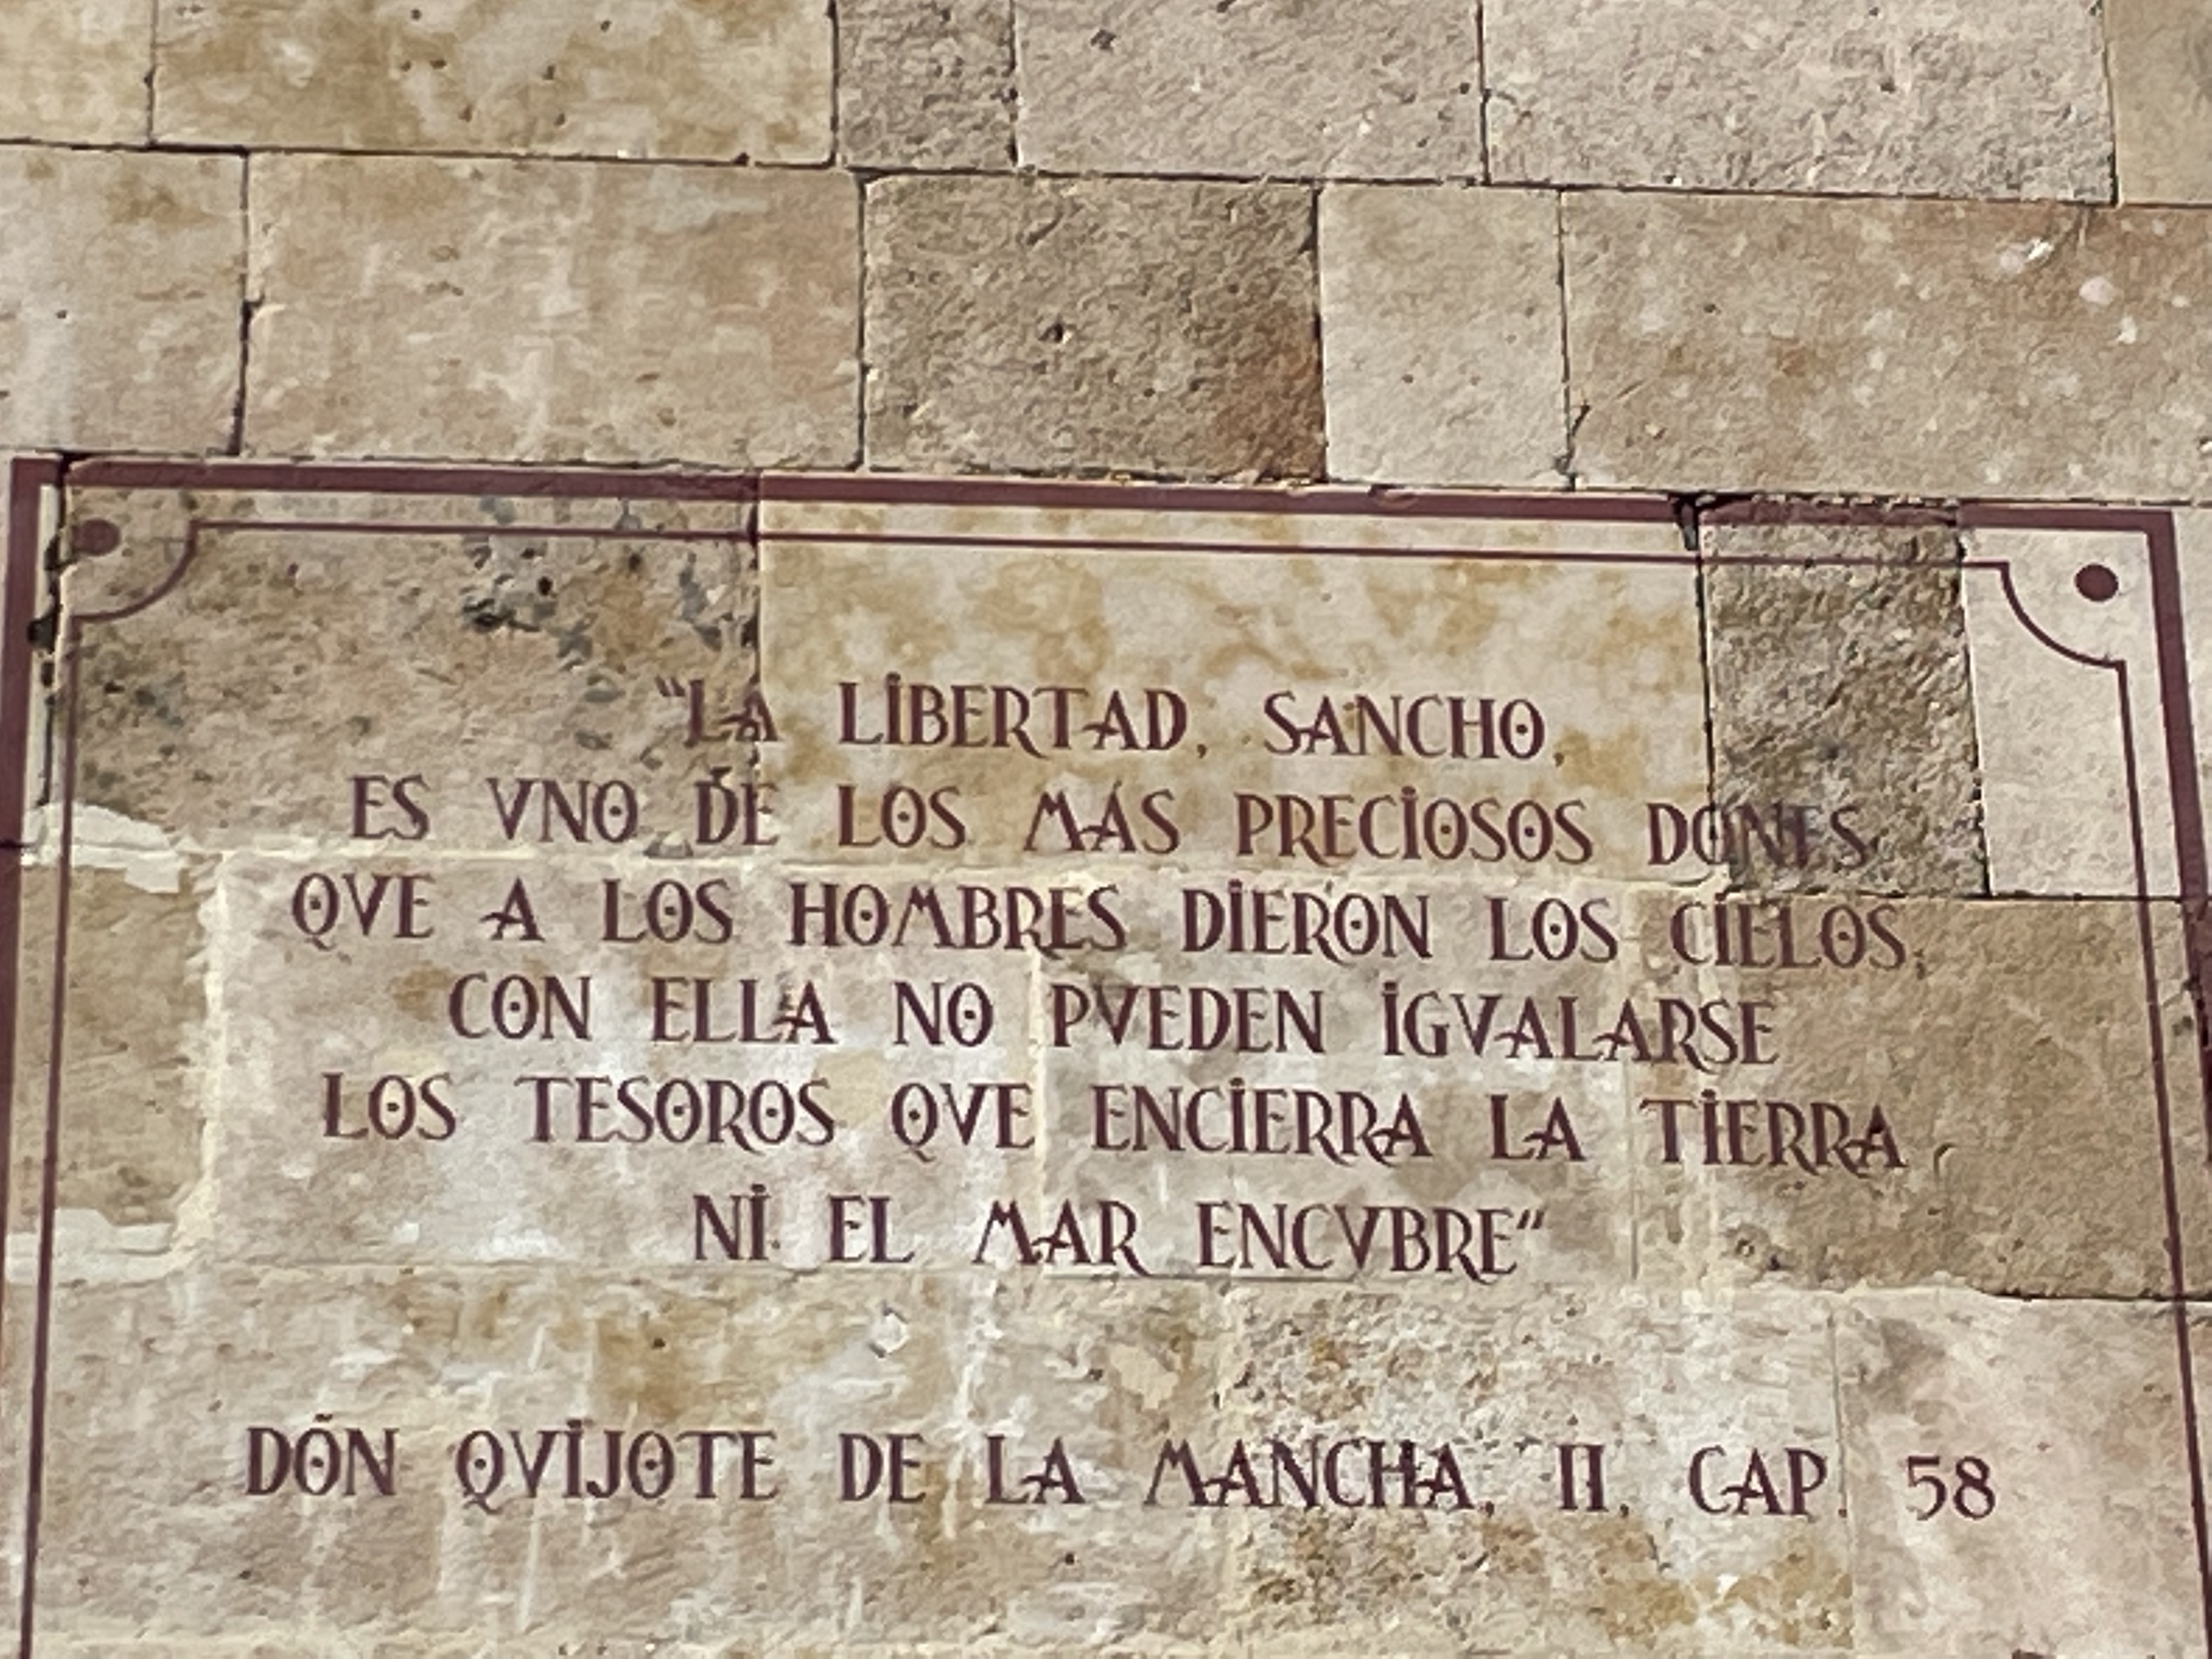 "LA LIBERTAD, SANCHO,
ES VNO DE LOS MÁS PRECIOSOS DONES
QVE A LOS HOMBRES DIERON LOS CIELOS;
CON ELLA NO PVEDEN IGVALARSE
LOS TESOROS QVE ENCIERRA LA TIERRA
NI EL MAR ENCVBRE"
DON QVIJOTE DE LA MANCHA, II, CAP. 58